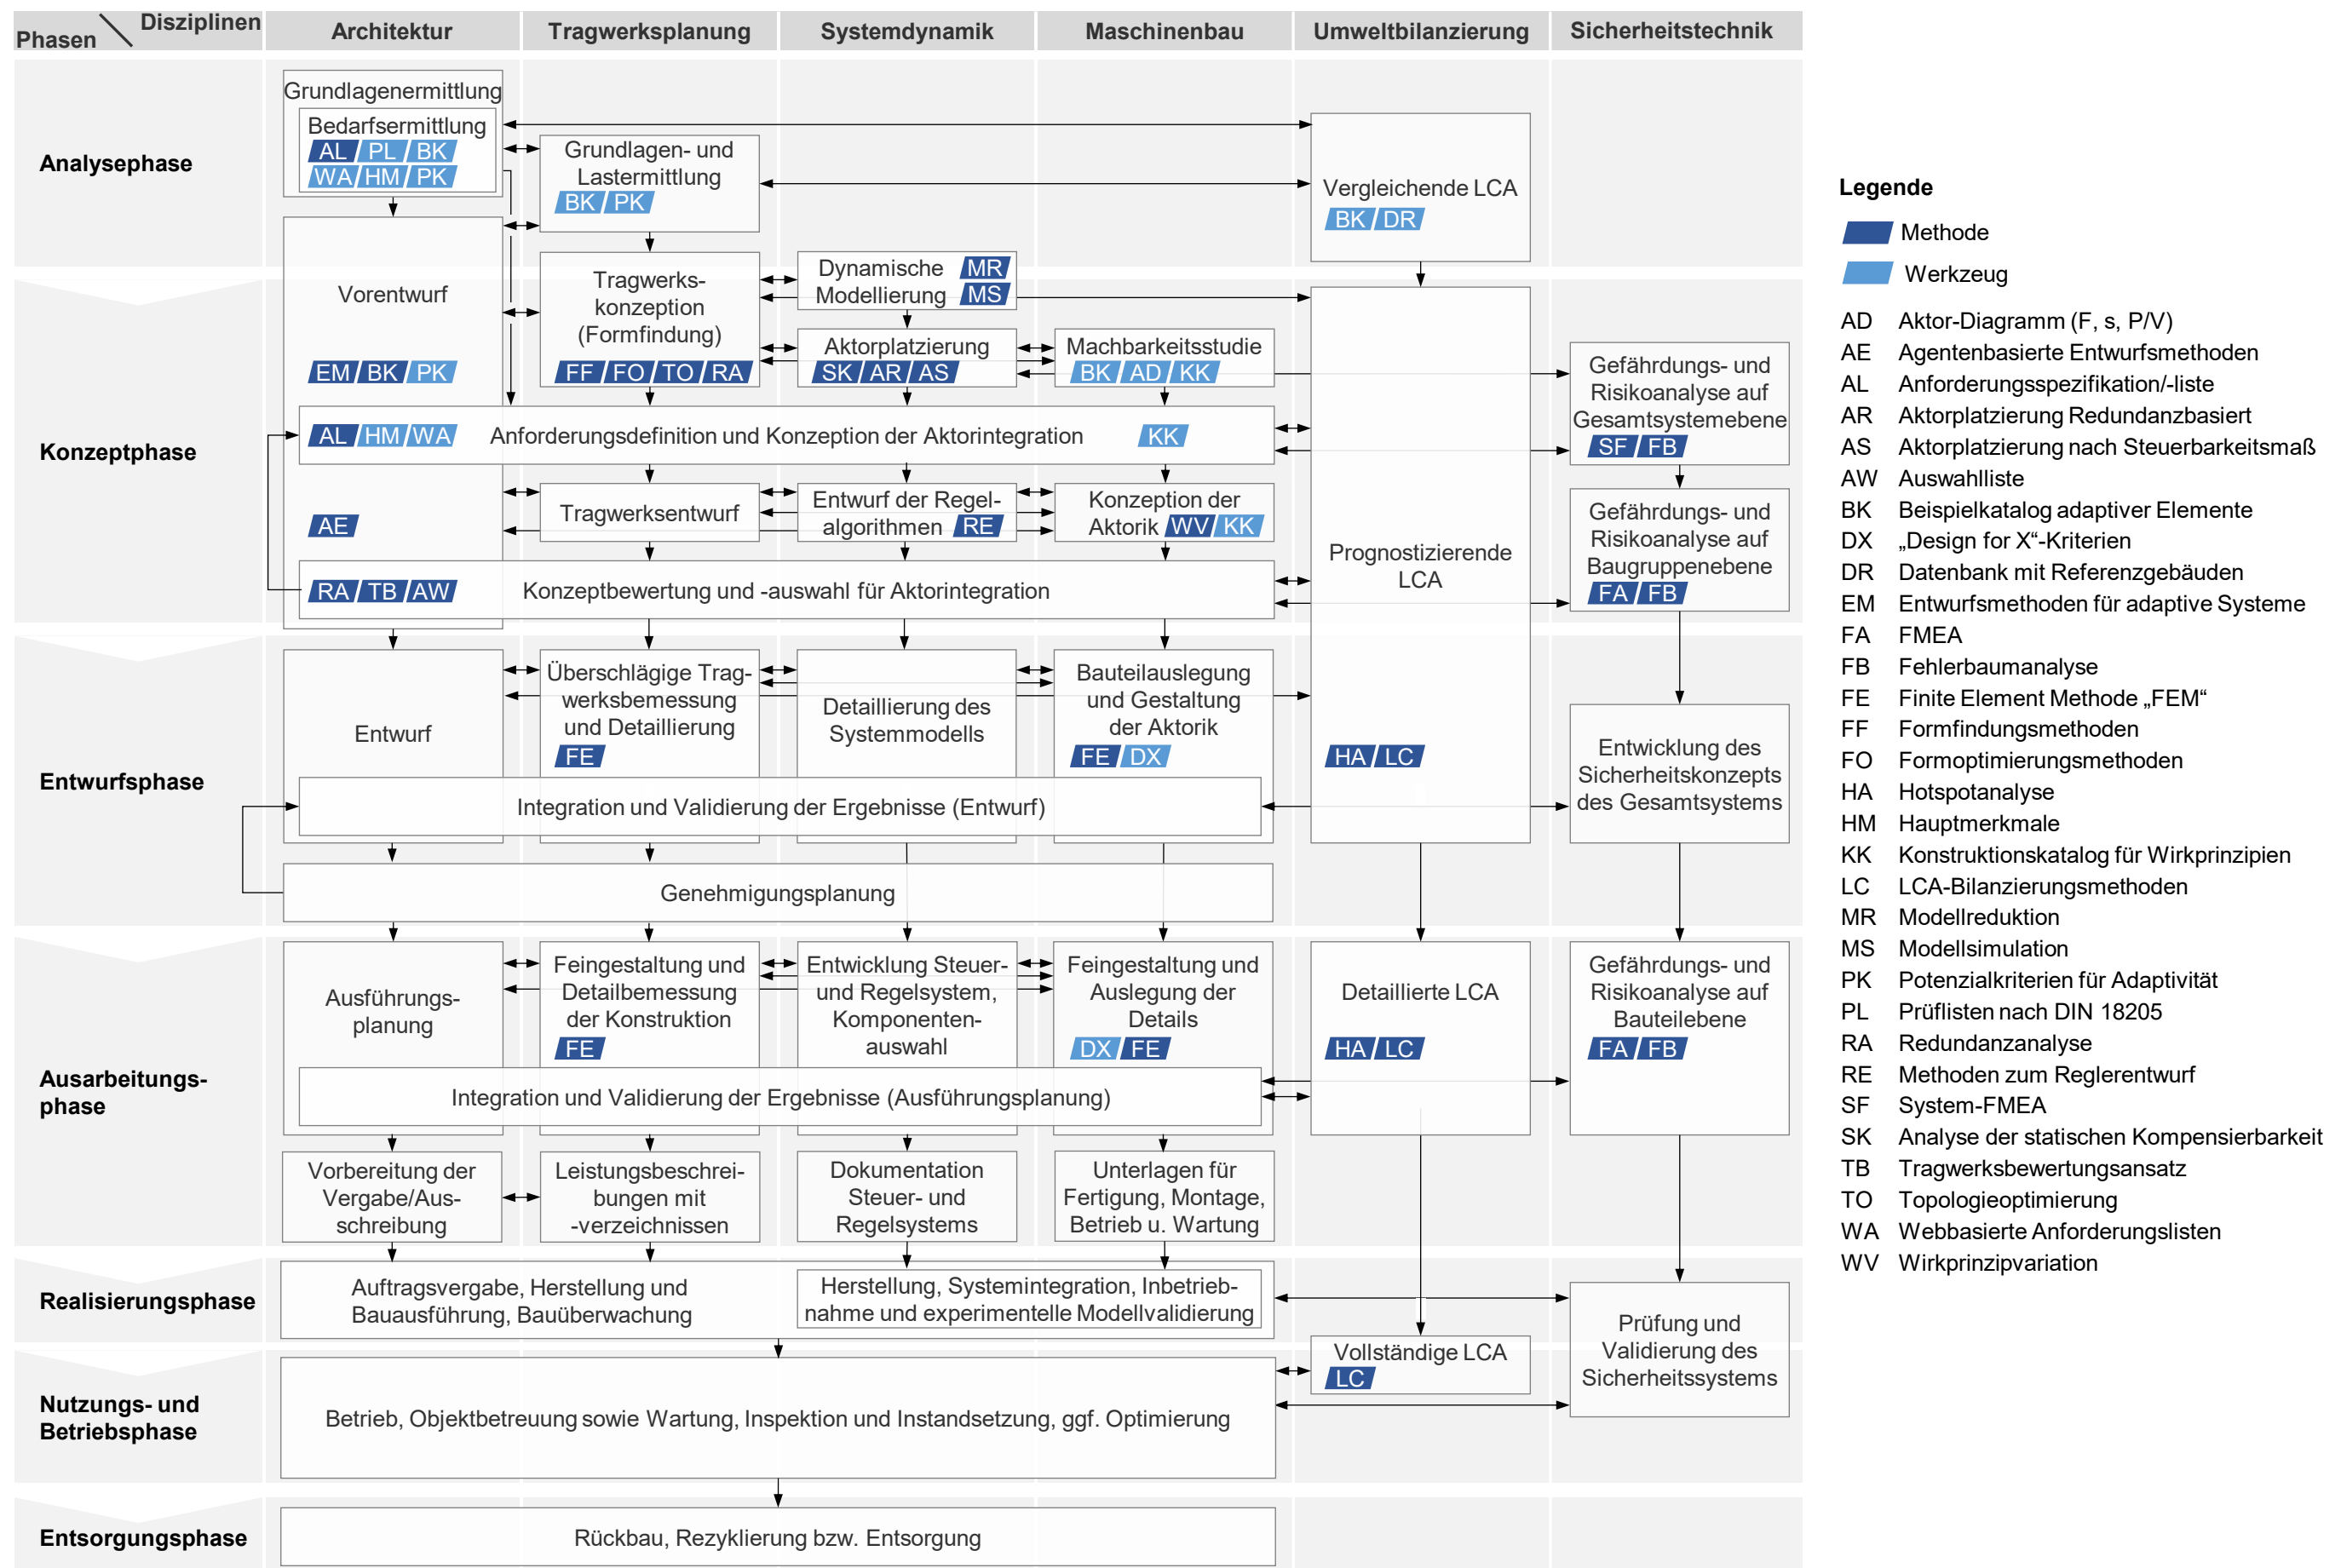 Phasen
Disziplinen
Architektur
Tragwerksplanung
Systemdynamik
Maschinenbau
Umweltbilanzierung
Sicherheitstechnik
Analysephase
Grundlagenermittlung
Bedarfsermittlung
AL PL BK
WA HM PK
Grundlagen- und
Lastermittlung
BK PK
Vergleichende LCA
BK DR
Konzeptphase
Vorentwurf
EM BK PK
Tragwerks-
konzeption
(Formfindung)
FF FO TO RA
Dynamische MR
Modellierung MS
Aktorplatzierung
SK AR AS
Machbarkeitsstudie
BK AD KK
Gefährdungs- und
Risikoanalyse auf
Gesamtsystemebene
SF FB
AL HM WA Anforderungsdefinition und Konzeption der Aktorintegration KK
AE
Tragwerksentwurf
Entwurf der Regel-
algorithmen RE
Konzeption der
Aktorik WV KK
Prognostizierende
LCA
HA LC
Gefährdungs- und
Risikoanalyse auf
Baugruppenebene
FA FB
RA TB AW Konzeptbewertung und -auswahl für Aktorintegration
Entwurfsphase
Entwurf
Überschlägige Trag-
werksbemessung
und Detaillierung
FE
Detaillierung des
Systemmodells
Bauteilauslegung
und Gestaltung
der Aktorik
FE DX
Entwicklung des
Sicherheitskonzepts
des Gesamtsystems
Integration und Validierung der Ergebnisse (Entwurf)
Genehmigungsplanung
Ausarbeitungs-
phase
Ausführungs-
planung
Feingestaltung und
Detailbemessung
der Konstruktion
FE
Entwicklung Steuer-
und Regelsystem,
Komponenten-
auswahl
Feingestaltung und
Auslegung der
Details
DX FE
Detaillierte LCA
HA LC
Gefährdungs- und
Risikoanalyse auf
Bauteilebene
FA FB
Integration und Validierung der Ergebnisse (Ausführungsplanung)
Vorbereitung der
Vergabe/Aus-
schreibung
Leistungsbeschrei-
bungen mit
-verzeichnissen
Dokumentation
Steuer- und
Regelsystems
Unterlagen für
Fertigung, Montage,
Betrieb u. Wartung
Realisierungsphase
Auftragsvergabe, Herstellung und
Bauausführung, Bauüberwachung
Herstellung, Systemintegration, Inbetrieb-
nahme und experimentelle Modellvalidierung
Prüfung und
Validierung des
Sicherheitssystems
Vollständige LCA
LC
Nutzungs- und
Betriebsphase
Betrieb, Objektbetreuung sowie Wartung, Inspektion und Instandsetzung, ggf. Optimierung
Entsorgungsphase
Rückbau, Rezyklierung bzw. Entsorgung
Legende
Methode
Werkzeug
AD Aktor-Diagramm (F, s, P/V)
AE Agentenbasierte Entwurfsmethoden
AL Anforderungsspezifikation/-liste
AR Aktorplatzierung Redundanzbasiert
AS Aktorplatzierung nach Steuerbarkeitsmaß
AW Auswahlliste
BK Beispielkatalog adaptiver Elemente
DX „Design for X“-Kriterien
DR Datenbank mit Referenzgebäuden
EM Entwurfsmethoden für adaptive Systeme
FA FMEA
FB Fehlerbaumanalyse
FE Finite Element Methode „FEM“
FF Formfindungsmethoden
FO Formoptimierungsmethoden
HA Hotspotanalyse
HM Hauptmerkmale
KK Konstruktionskatalog für Wirkprinzipien
LC LCA-Bilanzierungsmethoden
MR Modellreduktion
MS Modellsimulation
PK Potenzialkriterien für Adaptivität
PL Prüflisten nach DIN 18205
RA Redundanzanalyse
RE Methoden zum Reglerentwurf
SF System-FMEA
SK Analyse der statischen Kompensierbarkeit
TB Tragwerksbewertungsansatz
TO Topologieoptimierung
WA Webbasierte Anforderungslisten
WV Wirkprinzipvariation